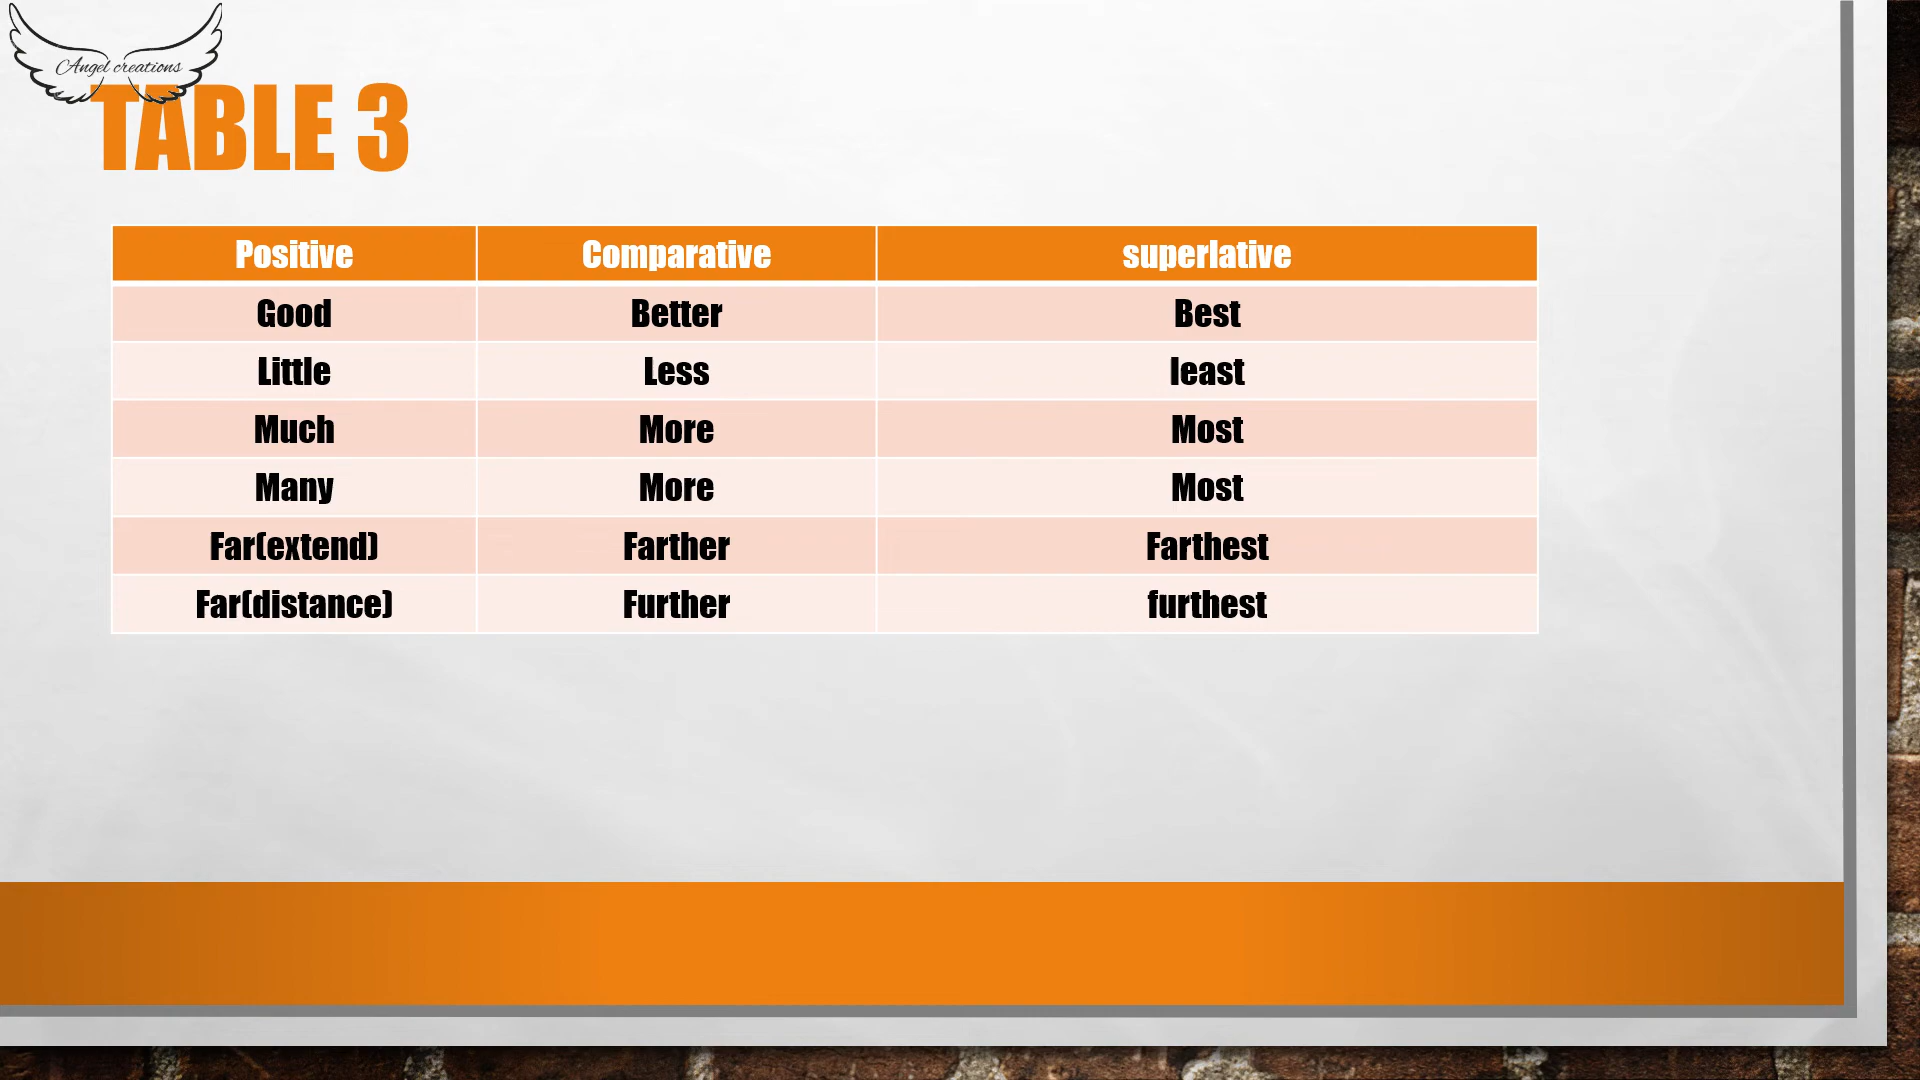 Angel creations
TABLE 3
Positive Comparative superlative
Good Better Best
Little Less least
Much More Most
Many More Most
Far(extend) Farther Farthest
Far(distance) Further furthest